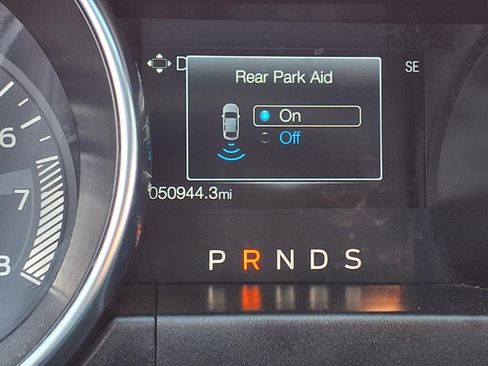 D
SE
Rear Park Aid
On
Off
050944.3mi
6
7
8
P R N D S